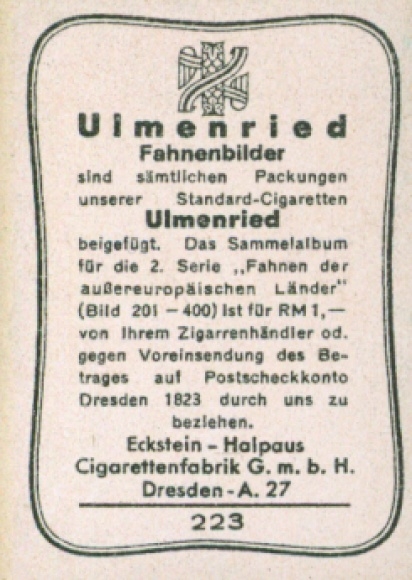 Ulmenried
Fahnenbilder
sind sämtlichen Packungen
unserer Standard-Cigaretten
Ulmenried
beigefügt. Das Sammelalbum
für die 2. Serie „Fahnen der
außereuropäischen Länder"
(Bild 201 – 400) ist für RM 1,—
von Ihrem Zigarrenhändler od.
gegen Voreinsendung des Be-
trages auf Postscheckkonto
Dresden 1823 durch uns zu
beziehen.
Eckstein - Halpaus
Cigarettenfabrik G. m. b. H.
Dresden - A. 27
223